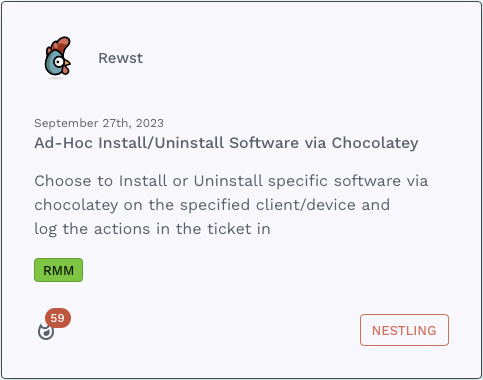 Rewst
September 27th, 2023
Ad-Hoc Install/Uninstall Software via Chocolatey
Choose to Install or Uninstall specific software via
chocolatey on the specified client/device and
log the actions in the ticket in
RMM
59
NESTLING